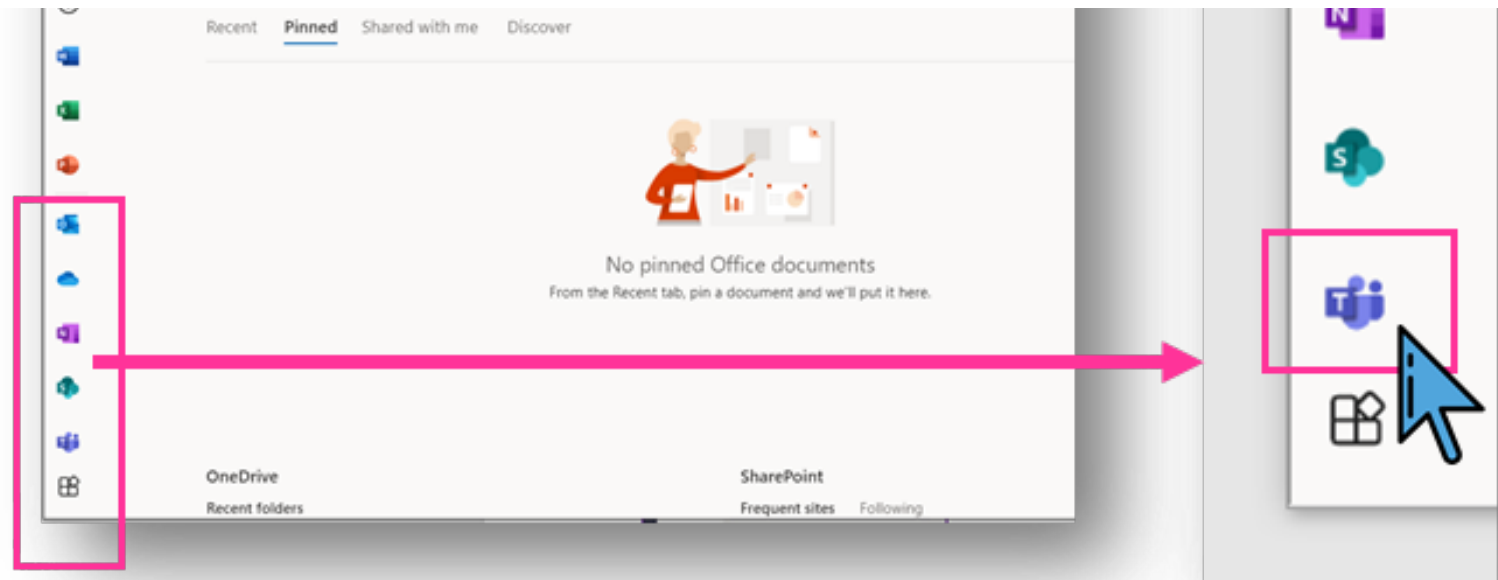 Recent Pinned Shared with me Discover
No pinned Office documents
From the Recent tab, pin a document and we'll put it here.
OneDrive
Recent folders
SharePoint
Frequent sites Following
N
S
T